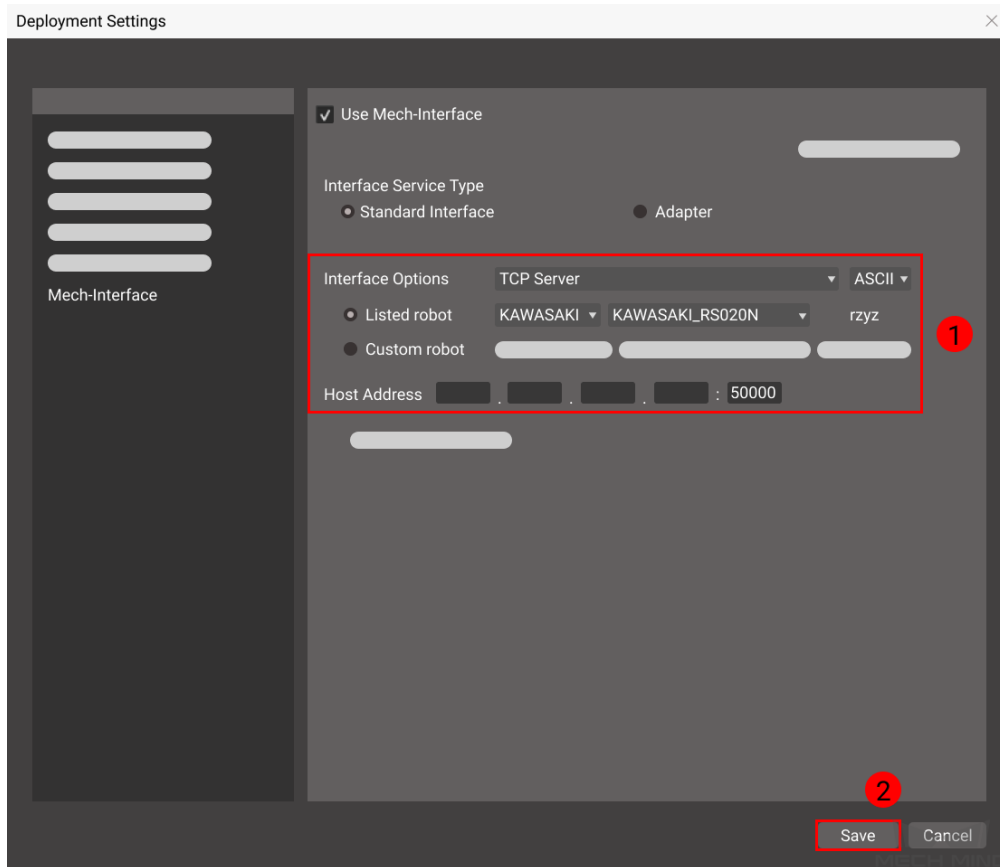 Deployment Settings
Use Mech-Interface
Interface Service Type
Standard Interface Adapter
Mech-Interface
Interface Options TCP Server ASCII
Listed robot KAWASAKI KAWASAKI_RS020N rzyz
1
Custom robot
Host Address . . . : 50000
2
Save Cancel